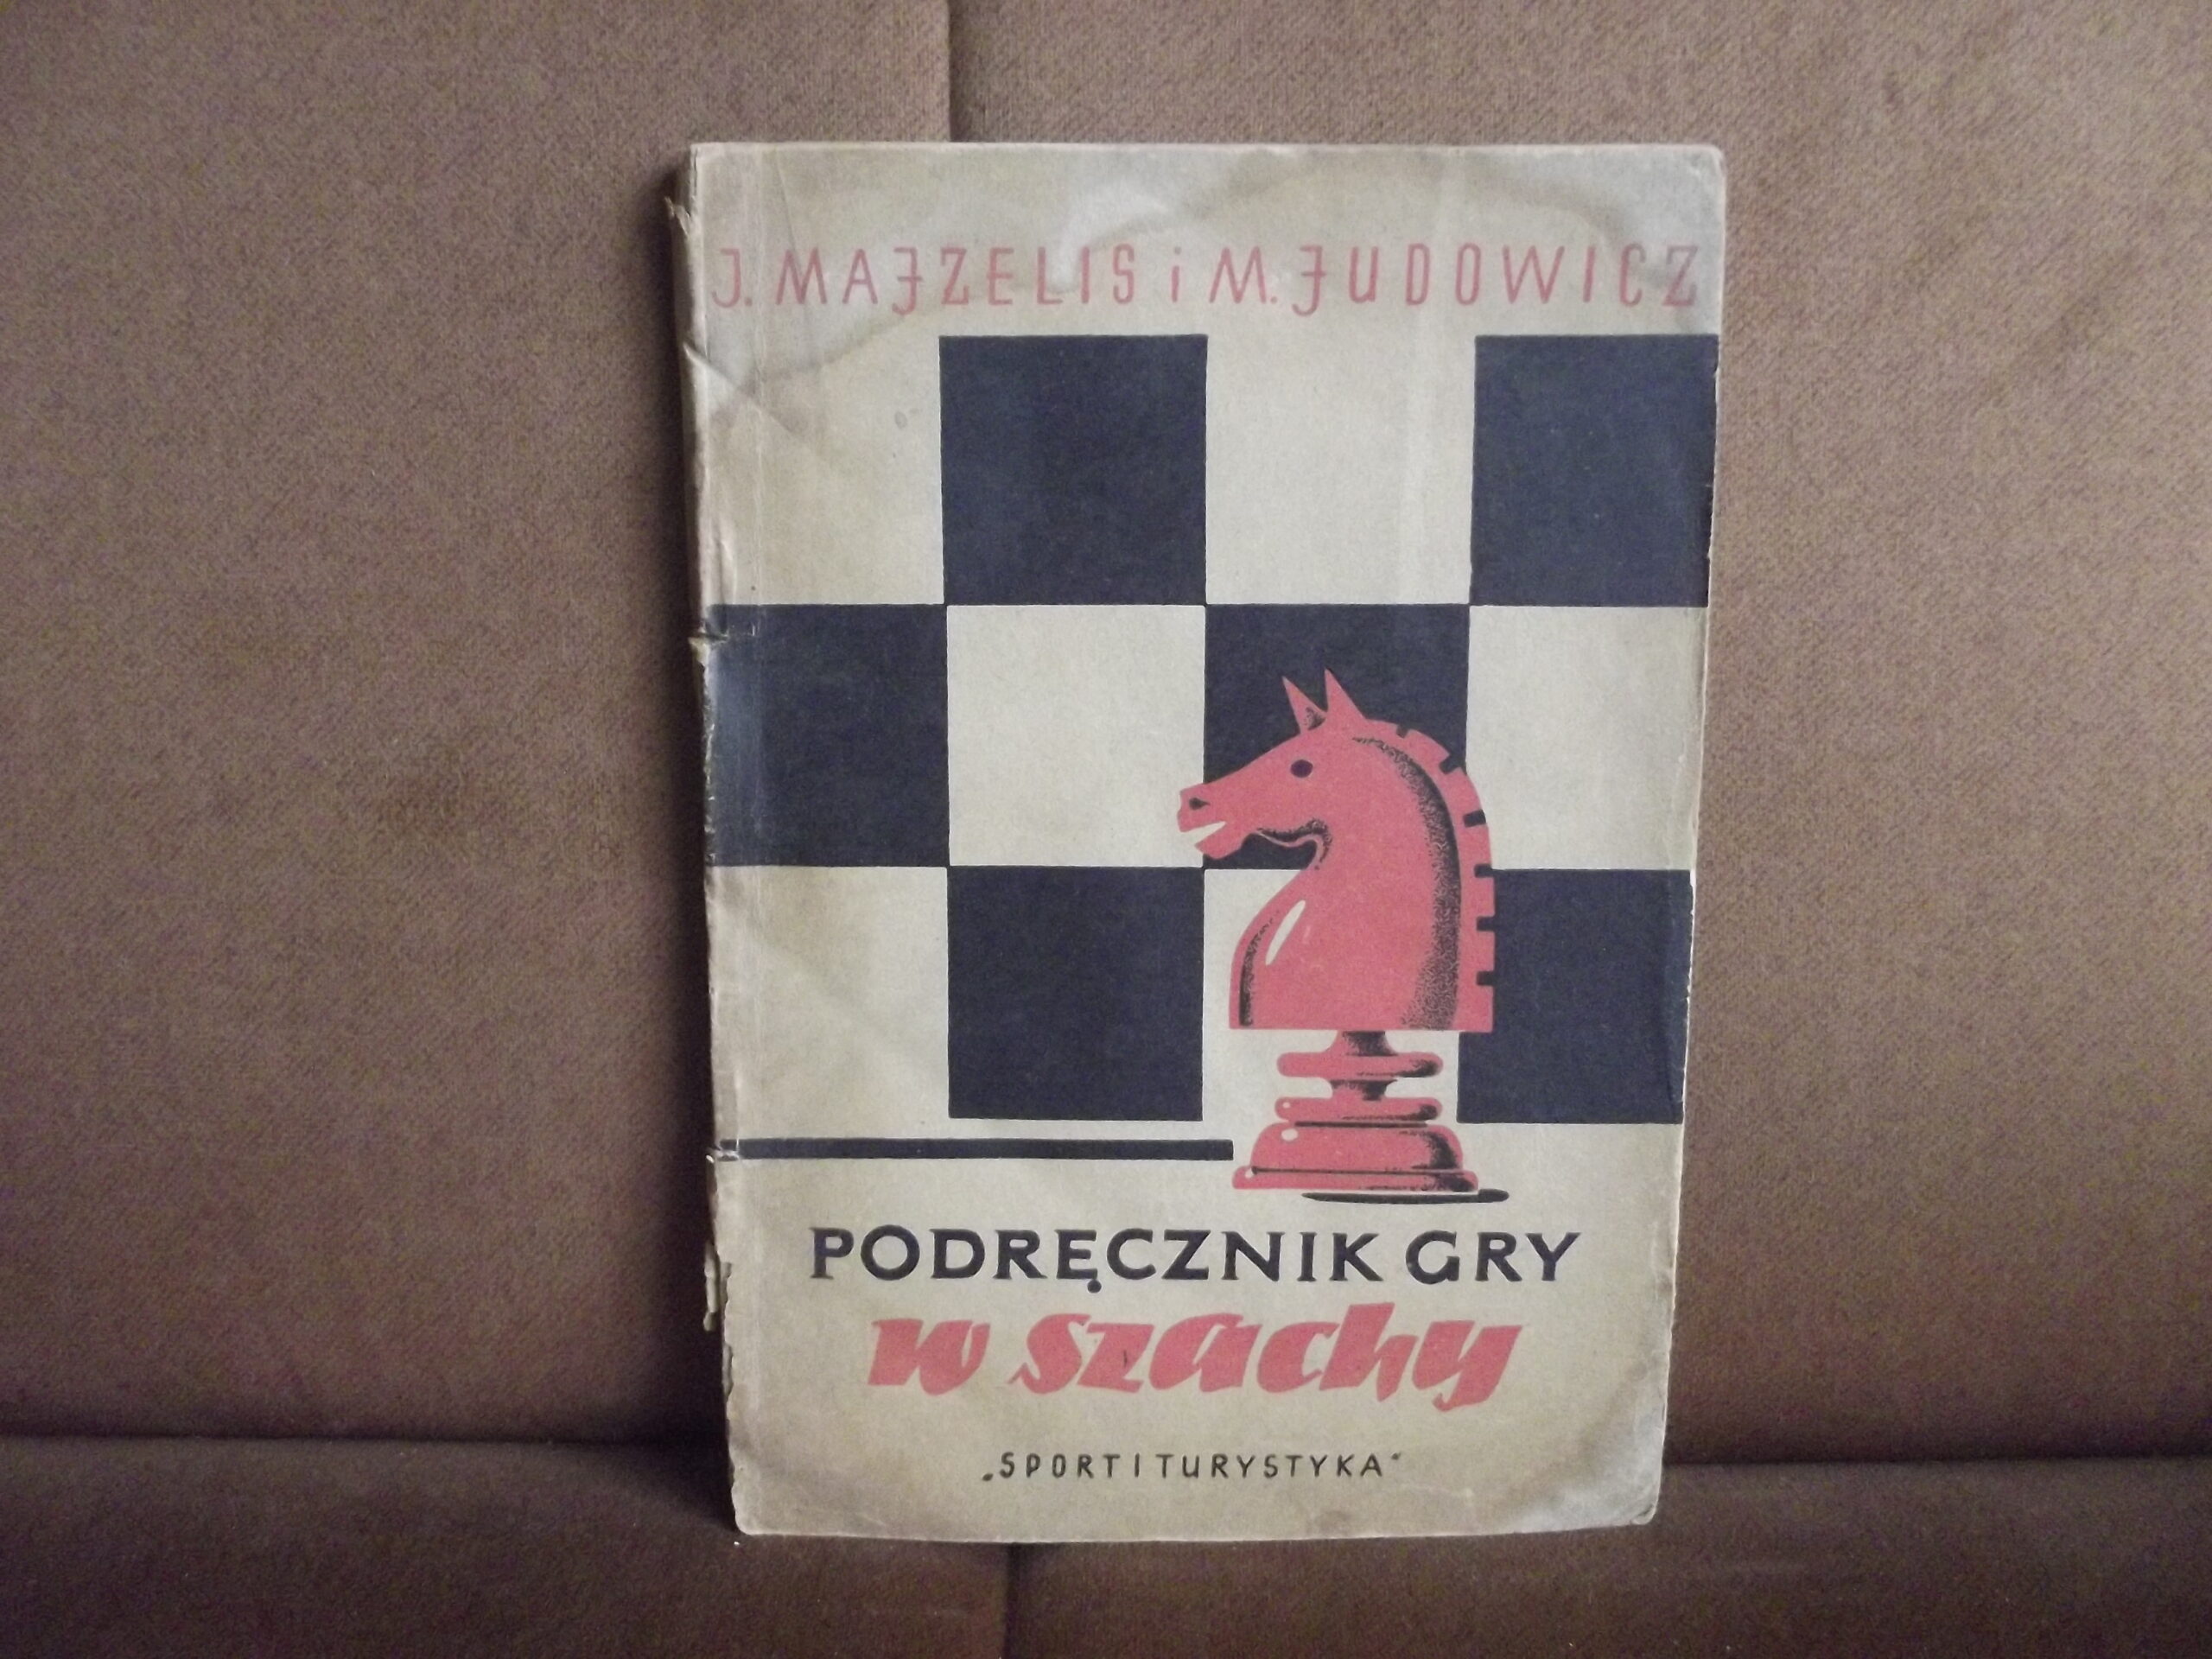 J. MAJZELIS i M. JUDOWICZ
PODRĘCZNIK GRY
w szachy
„SPORT I TURYSTYKA"